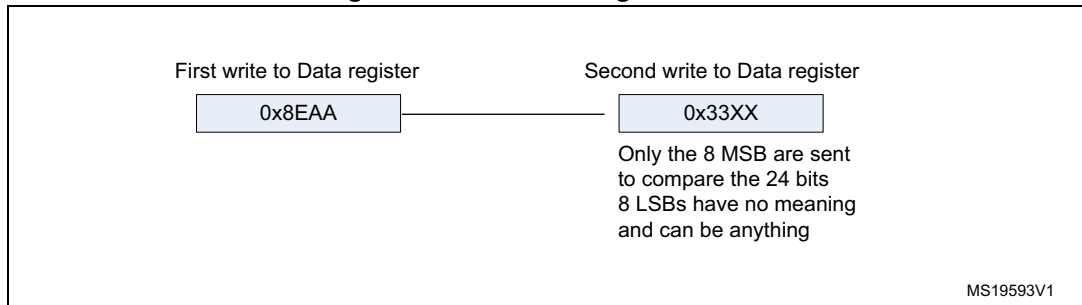 First write to Data register
Second write to Data register
0x8EAA
0x33XX
Only the 8 MSB are sent
to compare the 24 bits
8 LSBs have no meaning
and can be anything
MS19593V1